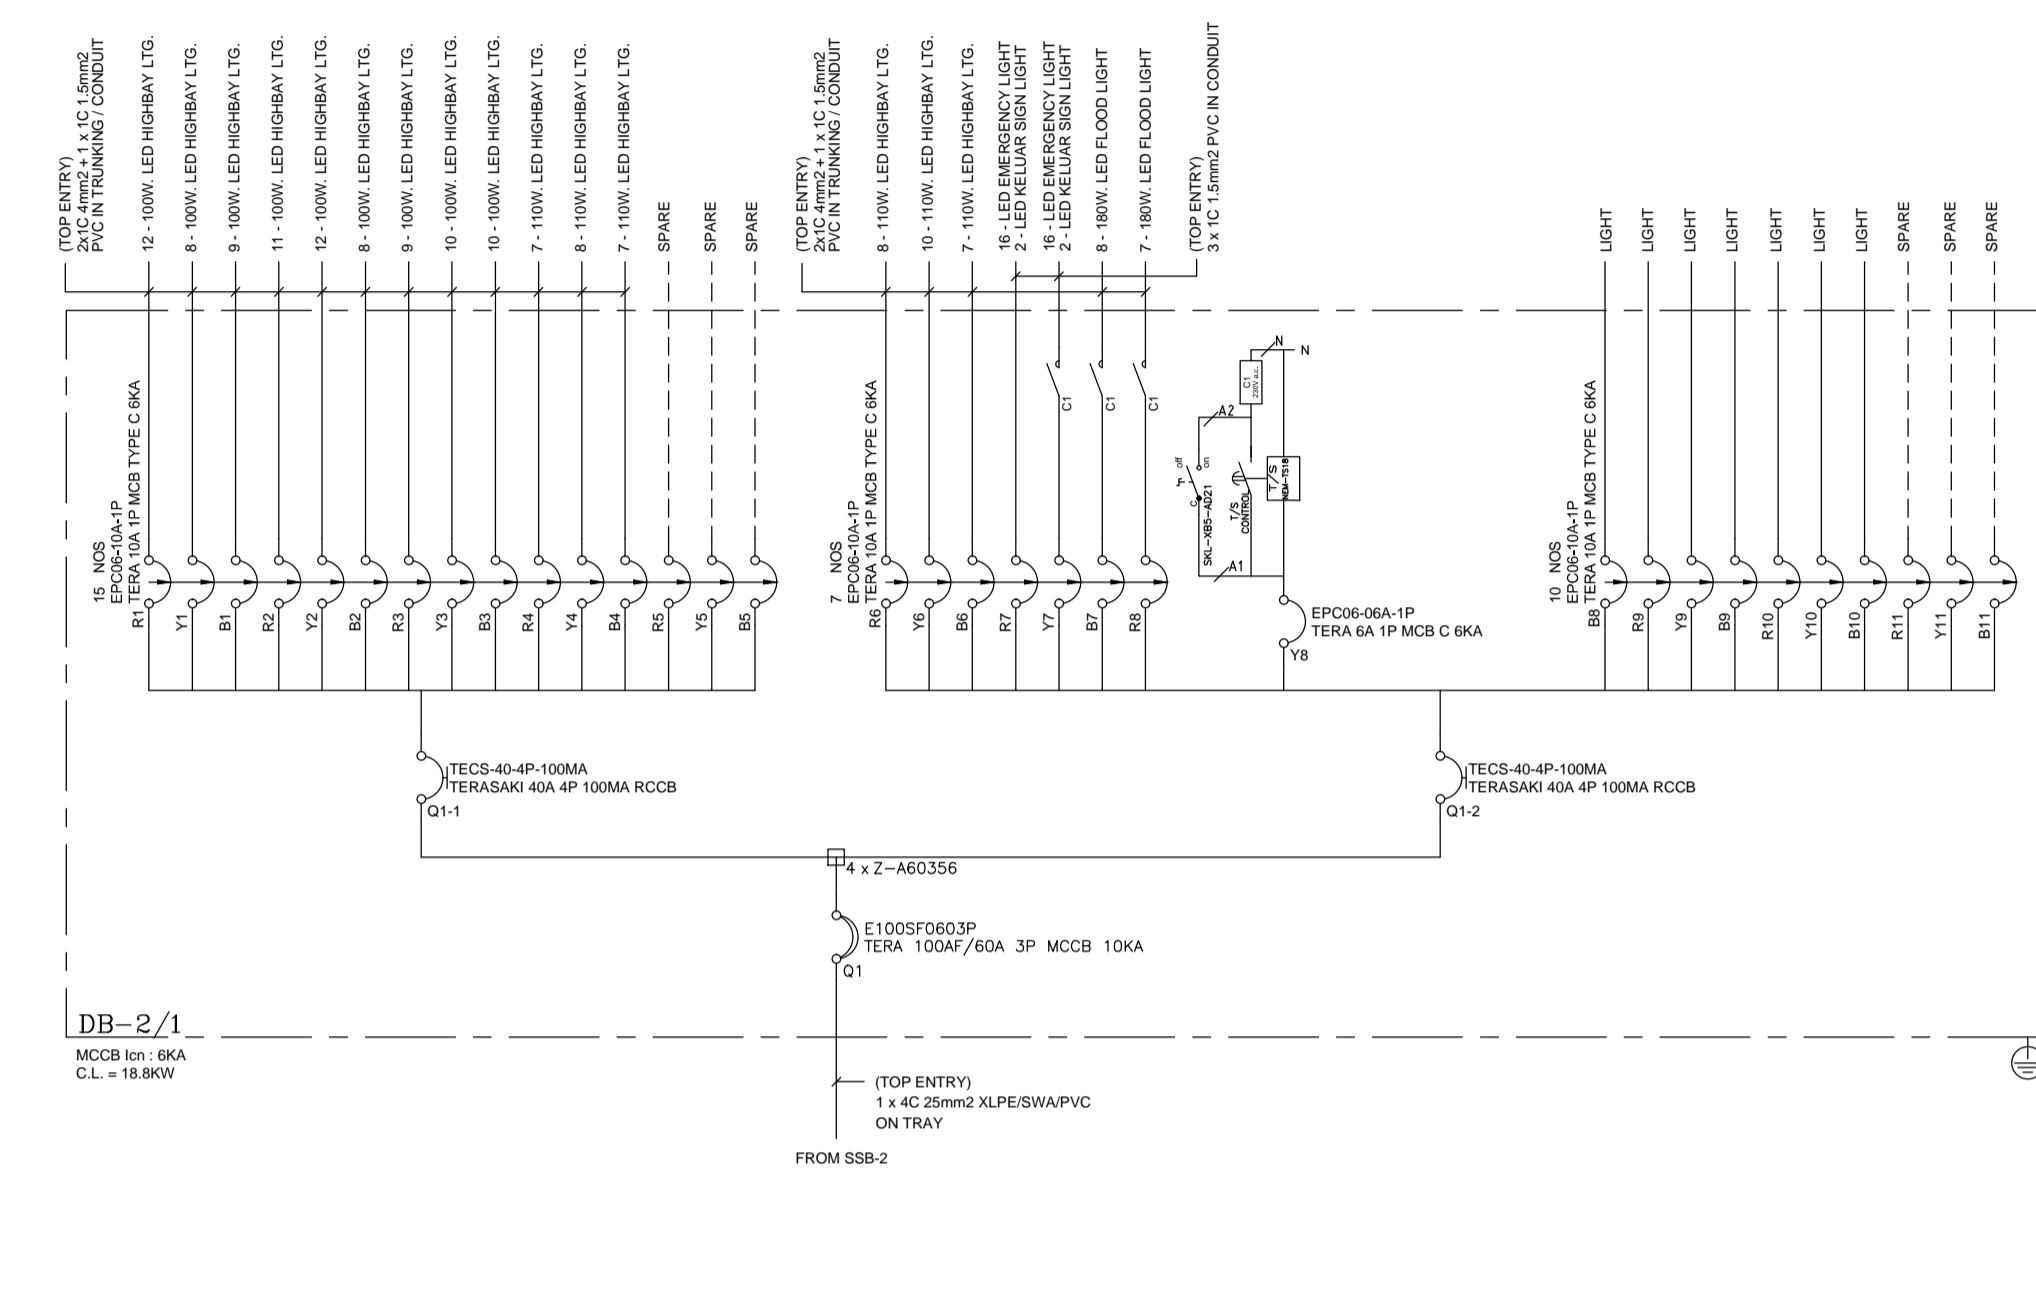 (TOP ENTRY)
2x1C 4mm2 + 1 x 1C 1.5mm2
PVC IN TRUNKING / CONDUIT
12 - 100W. LED HIGHBAY LTG.
8 - 100W. LED HIGHBAY LTG.
9 - 100W. LED HIGHBAY LTG.
11 - 100W. LED HIGHBAY LTG.
12 - 100W. LED HIGHBAY LTG.
8 - 100W. LED HIGHBAY LTG.
9 - 100W. LED HIGHBAY LTG.
10 - 100W. LED HIGHBAY LTG.
10 - 100W. LED HIGHBAY LTG.
7 - 110W. LED HIGHBAY LTG.
8 - 110W. LED HIGHBAY LTG.
7 - 110W. LED HIGHBAY LTG.
SPARE
SPARE
SPARE
(TOP ENTRY)
2x1C 4mm2 + 1 x 1C 1.5mm2
PVC IN TRUNKING / CONDUIT
8 - 110W. LED HIGHBAY LTG.
10 - 110W. LED HIGHBAY LTG.
7 - 110W. LED HIGHBAY LTG.
16 - LED EMERGENCY LIGHT
2 - LED KELUAR SIGN LIGHT
16 - LED EMERGENCY LIGHT
2 - LED KELUAR SIGN LIGHT
8 - 180W. LED FLOOD LIGHT
7 - 180W. LED FLOOD LIGHT
(TOP ENTRY)
3 x 1C 1.5mm2 PVC IN CONDUIT
LIGHT
LIGHT
LIGHT
LIGHT
LIGHT
LIGHT
LIGHT
SPARE
SPARE
SPARE
15 NOS
EPC06-10A-1P
TERA 10A 1P MCB TYPE C 6KA
R1
Y1
B1
R2
Y2
B2
R3
Y3
B3
R4
Y4
B4
R5
Y5
B5
7 NOS
EPC06-10A-1P
TERA 10A 1P MCB TYPE C 6KA
R6
Y6
B6
R7
Y7
B7
R8
C1
C1
C1
N
N
C1
230V a.c.
A2
off
on
C
SKL-XB5-AD21
T/S
CONTROL
T/S
NEM-TS18
A1
EPC06-06A-1P
TERA 6A 1P MCB C 6KA
Y8
10 NOS
EPC06-10A-1P
TERA 10A 1P MCB TYPE C 6KA
B8
R9
Y9
B9
R10
Y10
B10
R11
Y11
B11
TECS-40-4P-100MA
TERASAKI 40A 4P 100MA RCCB
Q1-1
TECS-40-4P-100MA
TERASAKI 40A 4P 100MA RCCB
Q1-2
4 x Z-A60356
E100SF0603P
TERA 100AF/60A 3P MCCB 10KA
Q1
DB-2/1
MCCB Icn : 6KA
C.L. = 18.8KW
(TOP ENTRY)
1 x 4C 25mm2 XLPE/SWA/PVC
ON TRAY
FROM SSB-2